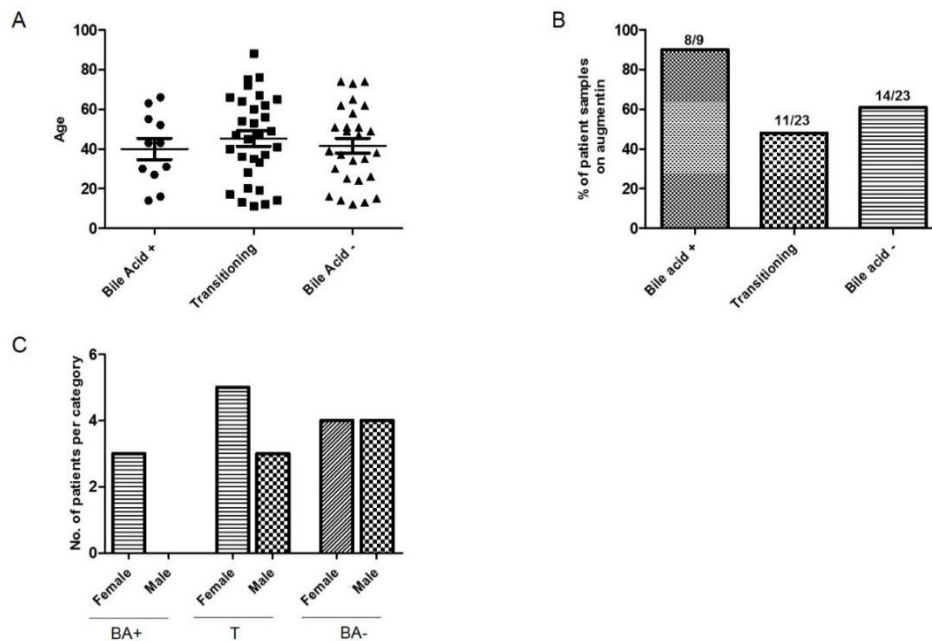 A
100
80
60
40
20
0
Age
Bile Acid +
Transitioning
Bile Acid -
B
100
80
60
40
20
0
% of patient samples
on augmentin
8/9
11/23
14/23
Bile acid +
Transitioning
Bile acid -
C
6
4
2
0
No. of patients per category
Female
Male
Female
Male
Female
Male
BA+
T
BA-